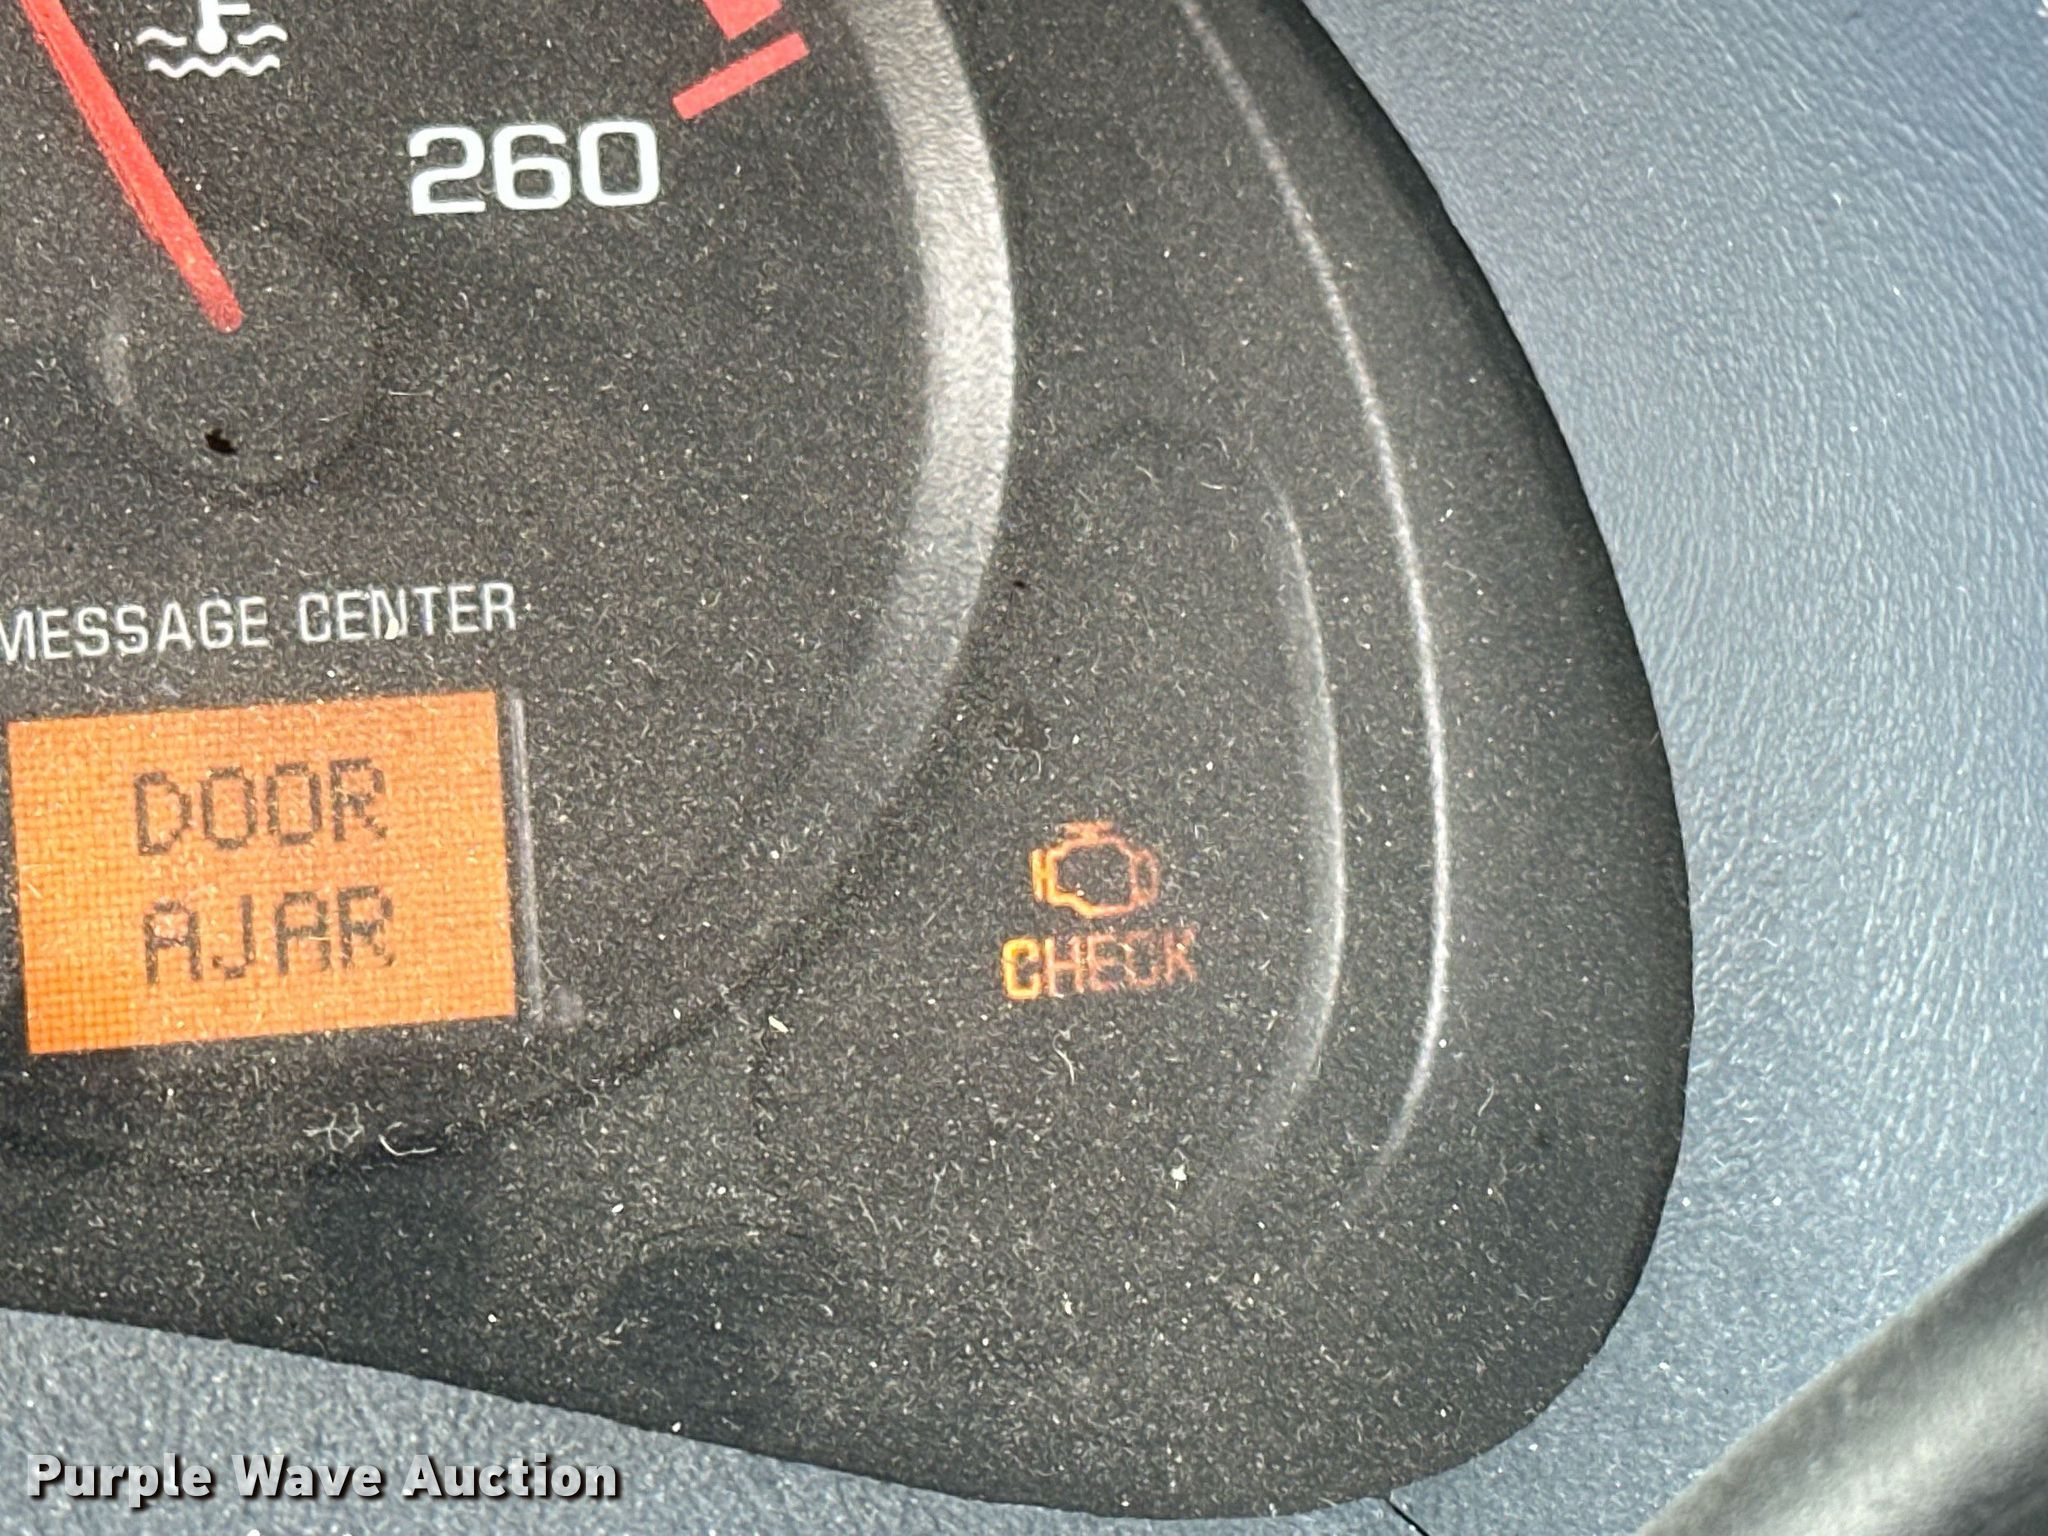 F
260
MESSAGE CENTER
DOOR
AJAR
CHECK
Purple Wave Auction